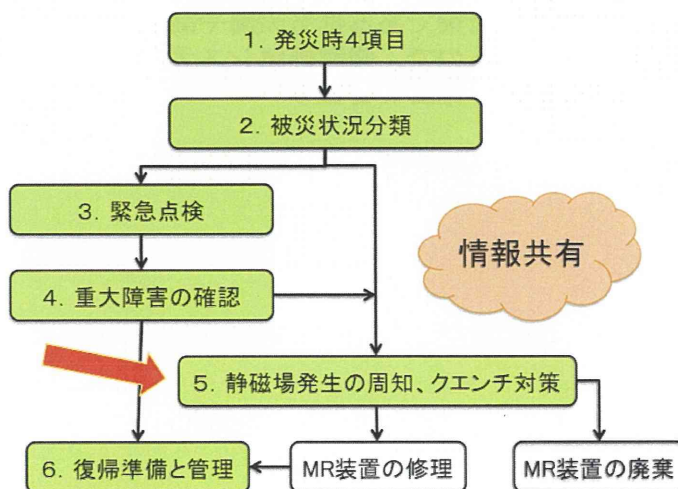 1. 発災時4項目
2. 被災状況分類
3. 緊急点検
情報共有
4. 重大障害の確認
5. 静磁場発生の周知、クエンチ対策
6. 復帰準備と管理
MR装置の修理
MR装置の廃棄